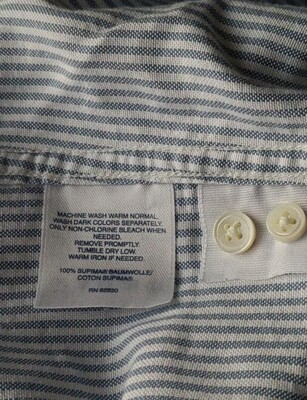 MACHINE WASH WARM NORMAL.
WASH DARK COLORS SEPARATELY.
ONLY NON-CHLORINE BLEACH WHEN
NEEDED.
REMOVE PROMPTLY.
TUMBLE DRY LOW.
WARM IRON IF NEEDED.
100% SUPIMA® BAUMWOLLE/
COTON SUPIMA®
RN